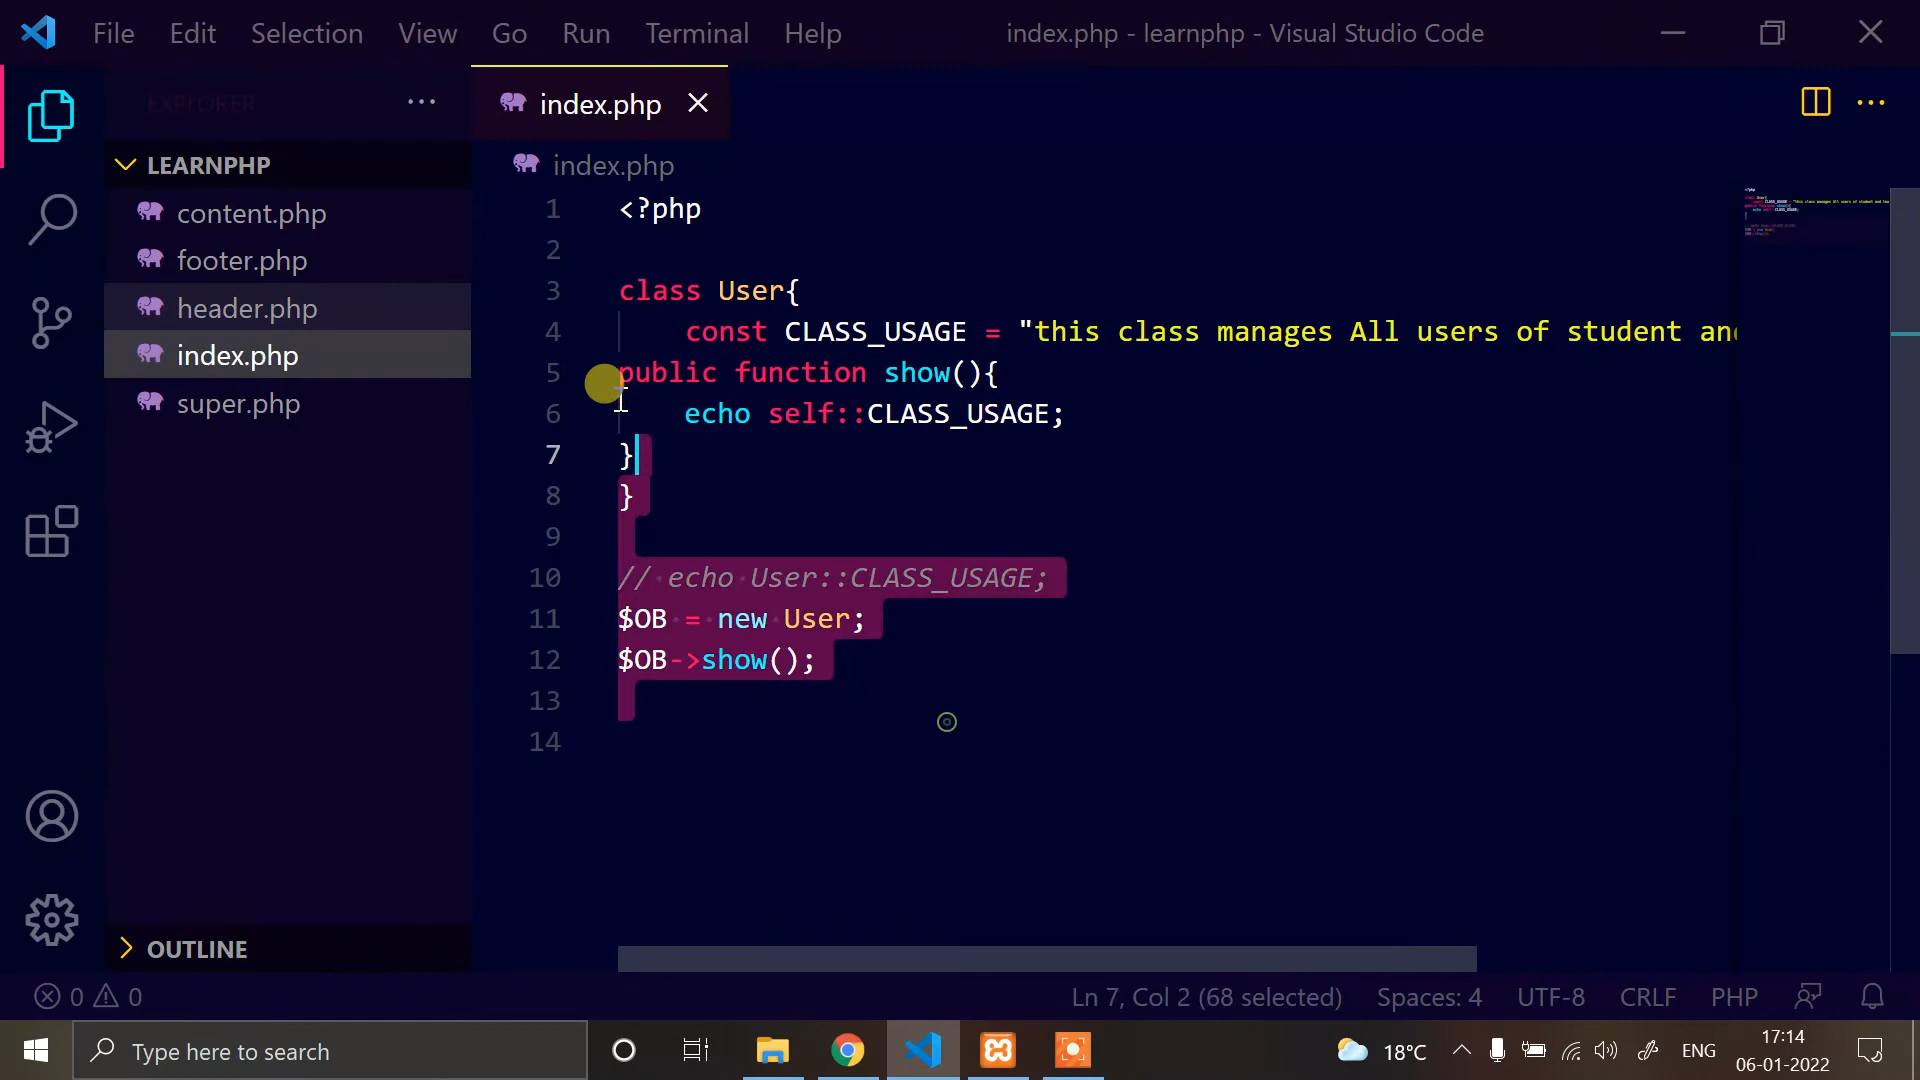 File Edit Selection View Go Run Terminal Help index.php - learnphp - Visual Studio Code
EXPLORER
index.php
LEARNPHP
content.php
footer.php
header.php
index.php
super.php
OUTLINE
index.php
1 <?php
2
3 class User{
4 const CLASS_USAGE = "this class manages All users of student and
5 public function show(){
6 echo self::CLASS_USAGE;
7 }
8 }
9
10 // echo User::CLASS_USAGE;
11 $OB = new User;
12 $OB->show();
13
14
0 0 Ln 7, Col 2 (68 selected) Spaces: 4 UTF-8 CRLF PHP
Type here to search
18°C ENG
17:14
06-01-2022